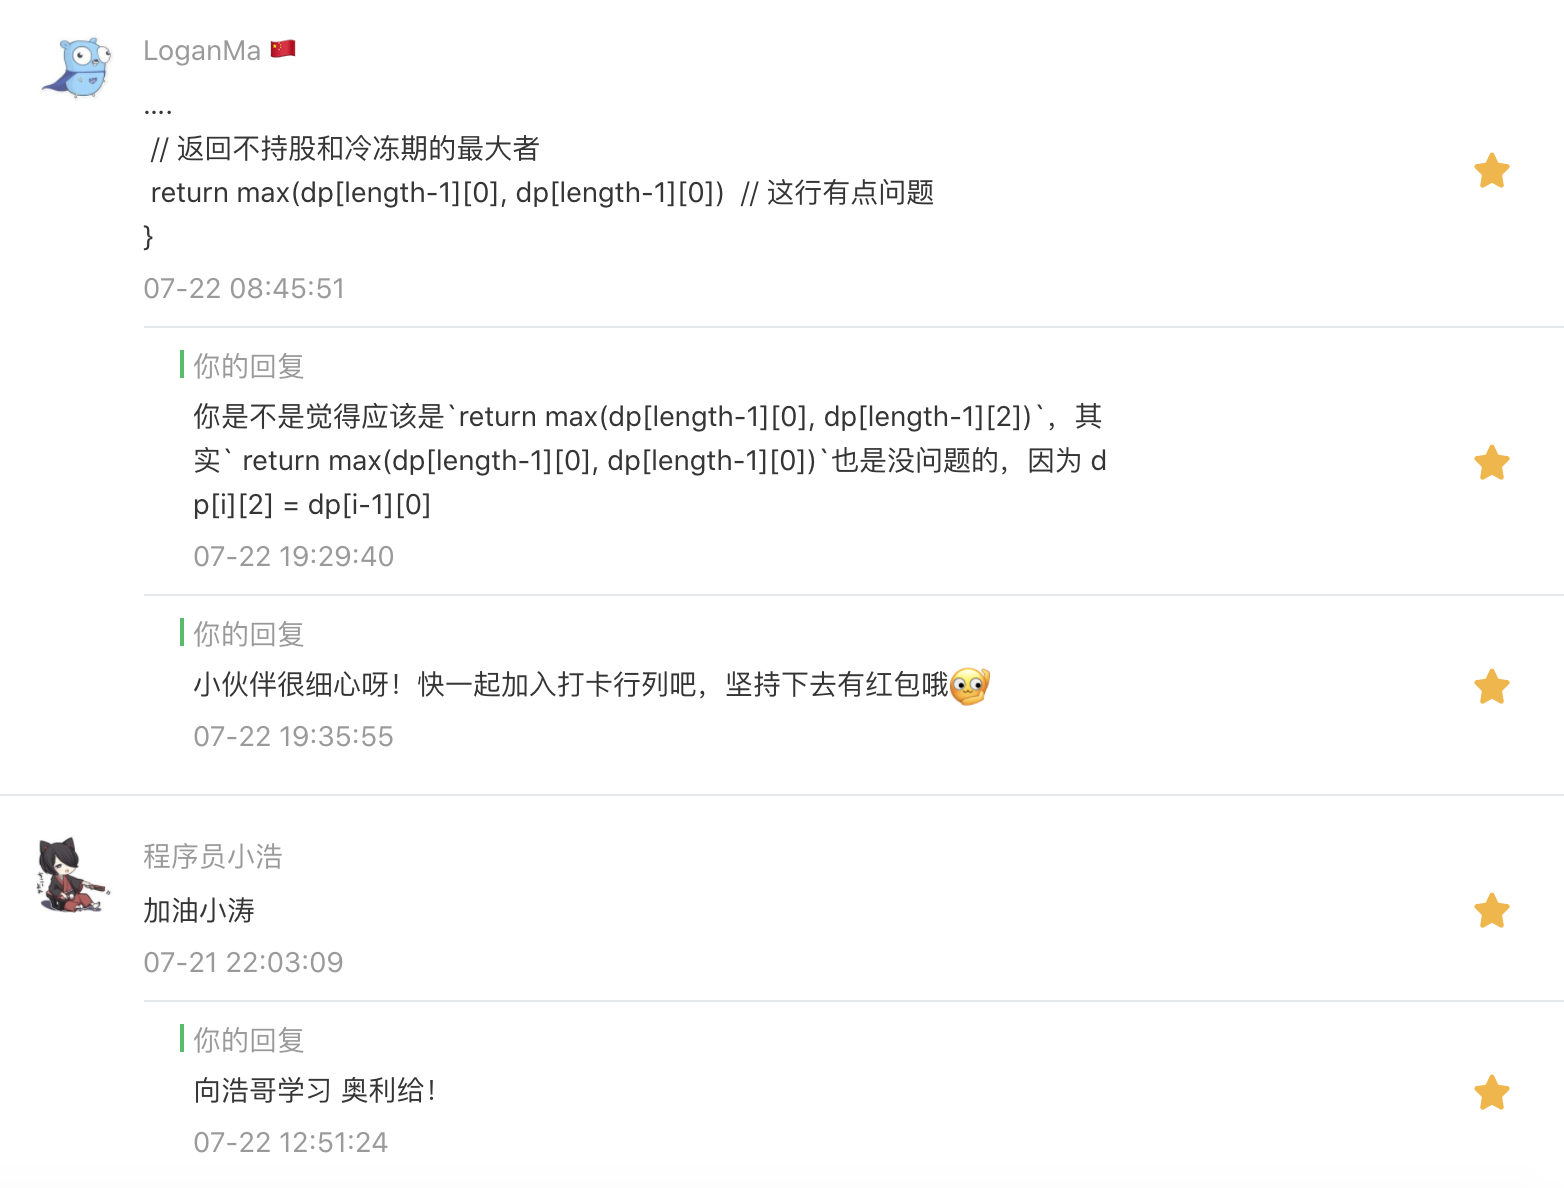 LoganMa 🇨🇳
....
// 返回不持股和冷冻期的最大者
return max(dp[length-1][0], dp[length-1][0]) // 这行有点问题
}
07-22 08:45:51
你的回复
你是不是觉得应该是`return max(dp[length-1][0], dp[length-1][2])`，其
实` return max(dp[length-1][0], dp[length-1][0])`也是没问题的，因为 d
p[i][2] = dp[i-1][0]
07-22 19:29:40
你的回复
小伙伴很细心呀！快一起加入打卡行列吧，坚持下去有红包哦
07-22 19:35:55
程序员小浩
加油小涛
07-21 22:03:09
你的回复
向浩哥学习 奥利给！
07-22 12:51:24